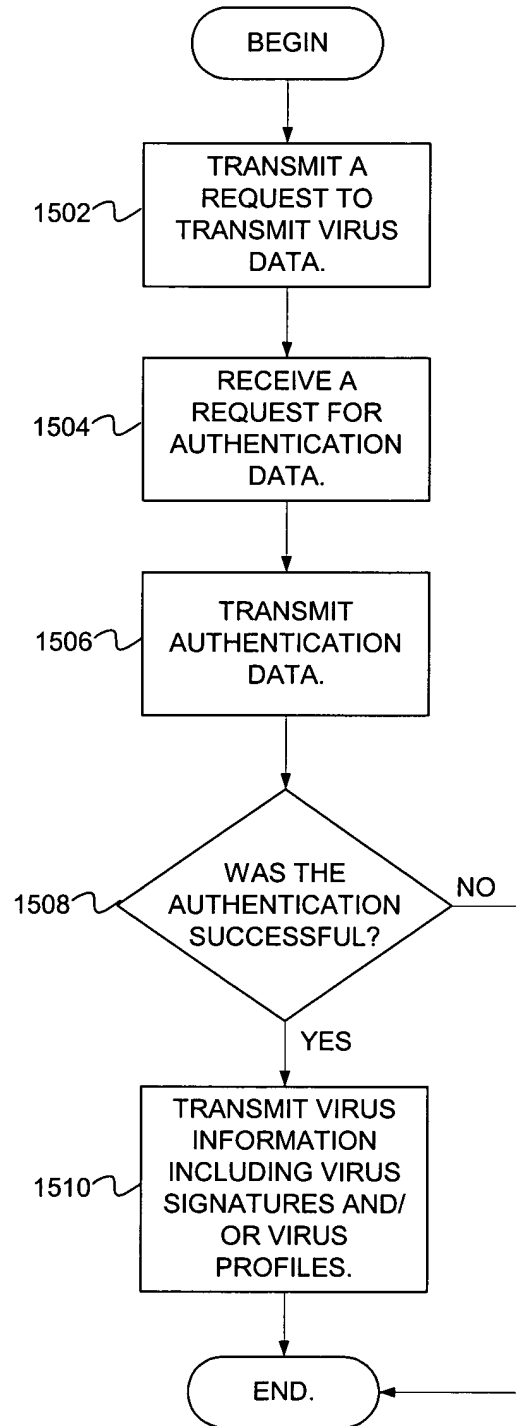 BEGIN
TRANSMIT A
REQUEST TO
TRANSMIT VIRUS
DATA.
1502
RECEIVE A
REQUEST FOR
AUTHENTICATION
DATA.
1504
TRANSMIT
AUTHENTICATION
DATA.
1506
WAS THE
AUTHENTICATION
SUCCESSFUL?
1508
NO
YES
TRANSMIT VIRUS
INFORMATION
INCLUDING VIRUS
SIGNATURES AND/
OR VIRUS
PROFILES.
1510
END.